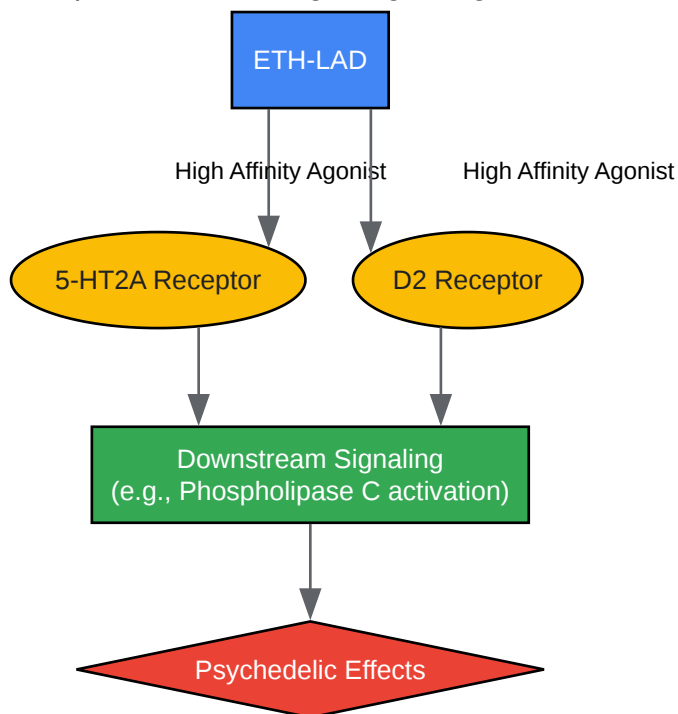 ETH-LAD
High Affinity Agonist
High Affinity Agonist
5-HT2A Receptor
D2 Receptor
Downstream Signaling
(e.g., Phospholipase C activation)
Psychedelic Effects